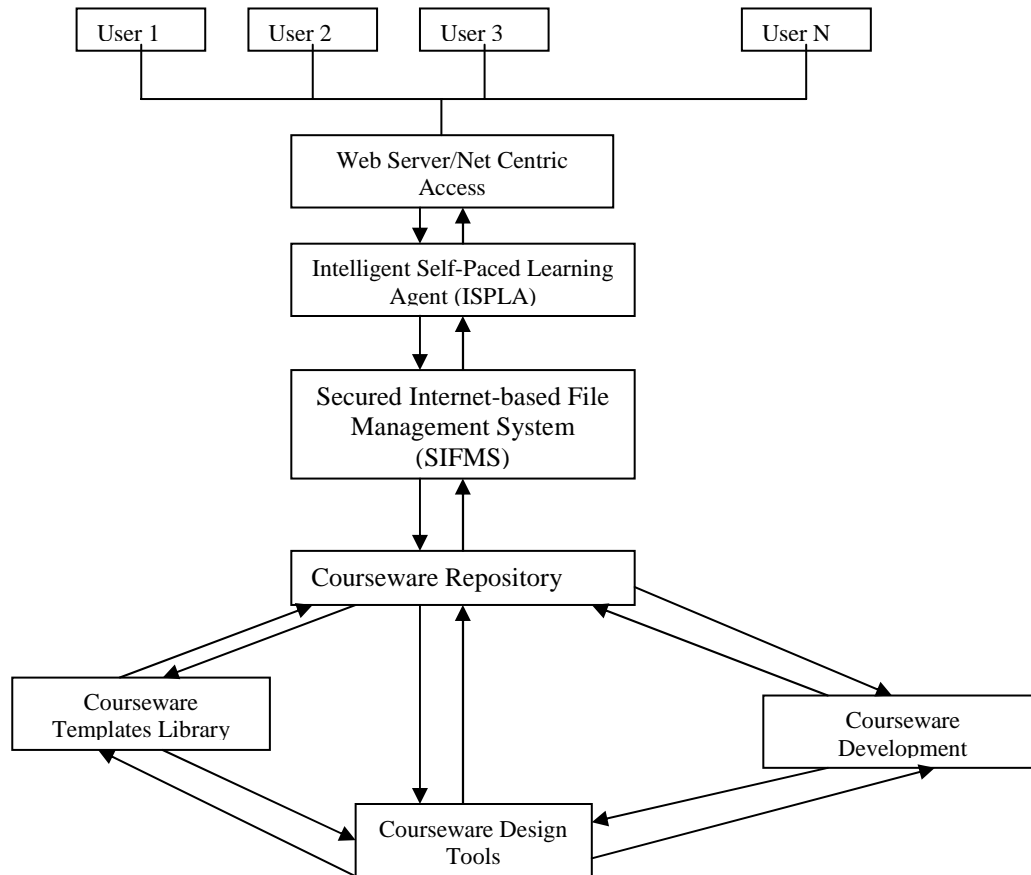 User 1
User 2
User 3
User N
Web Server/Net Centric
Access
Intelligent Self-Paced Learning
Agent (ISPLA)
Secured Internet-based File
Management System
(SIFMS)
Courseware Repository
Courseware
Templates Library
Courseware
Development
Courseware Design
Tools